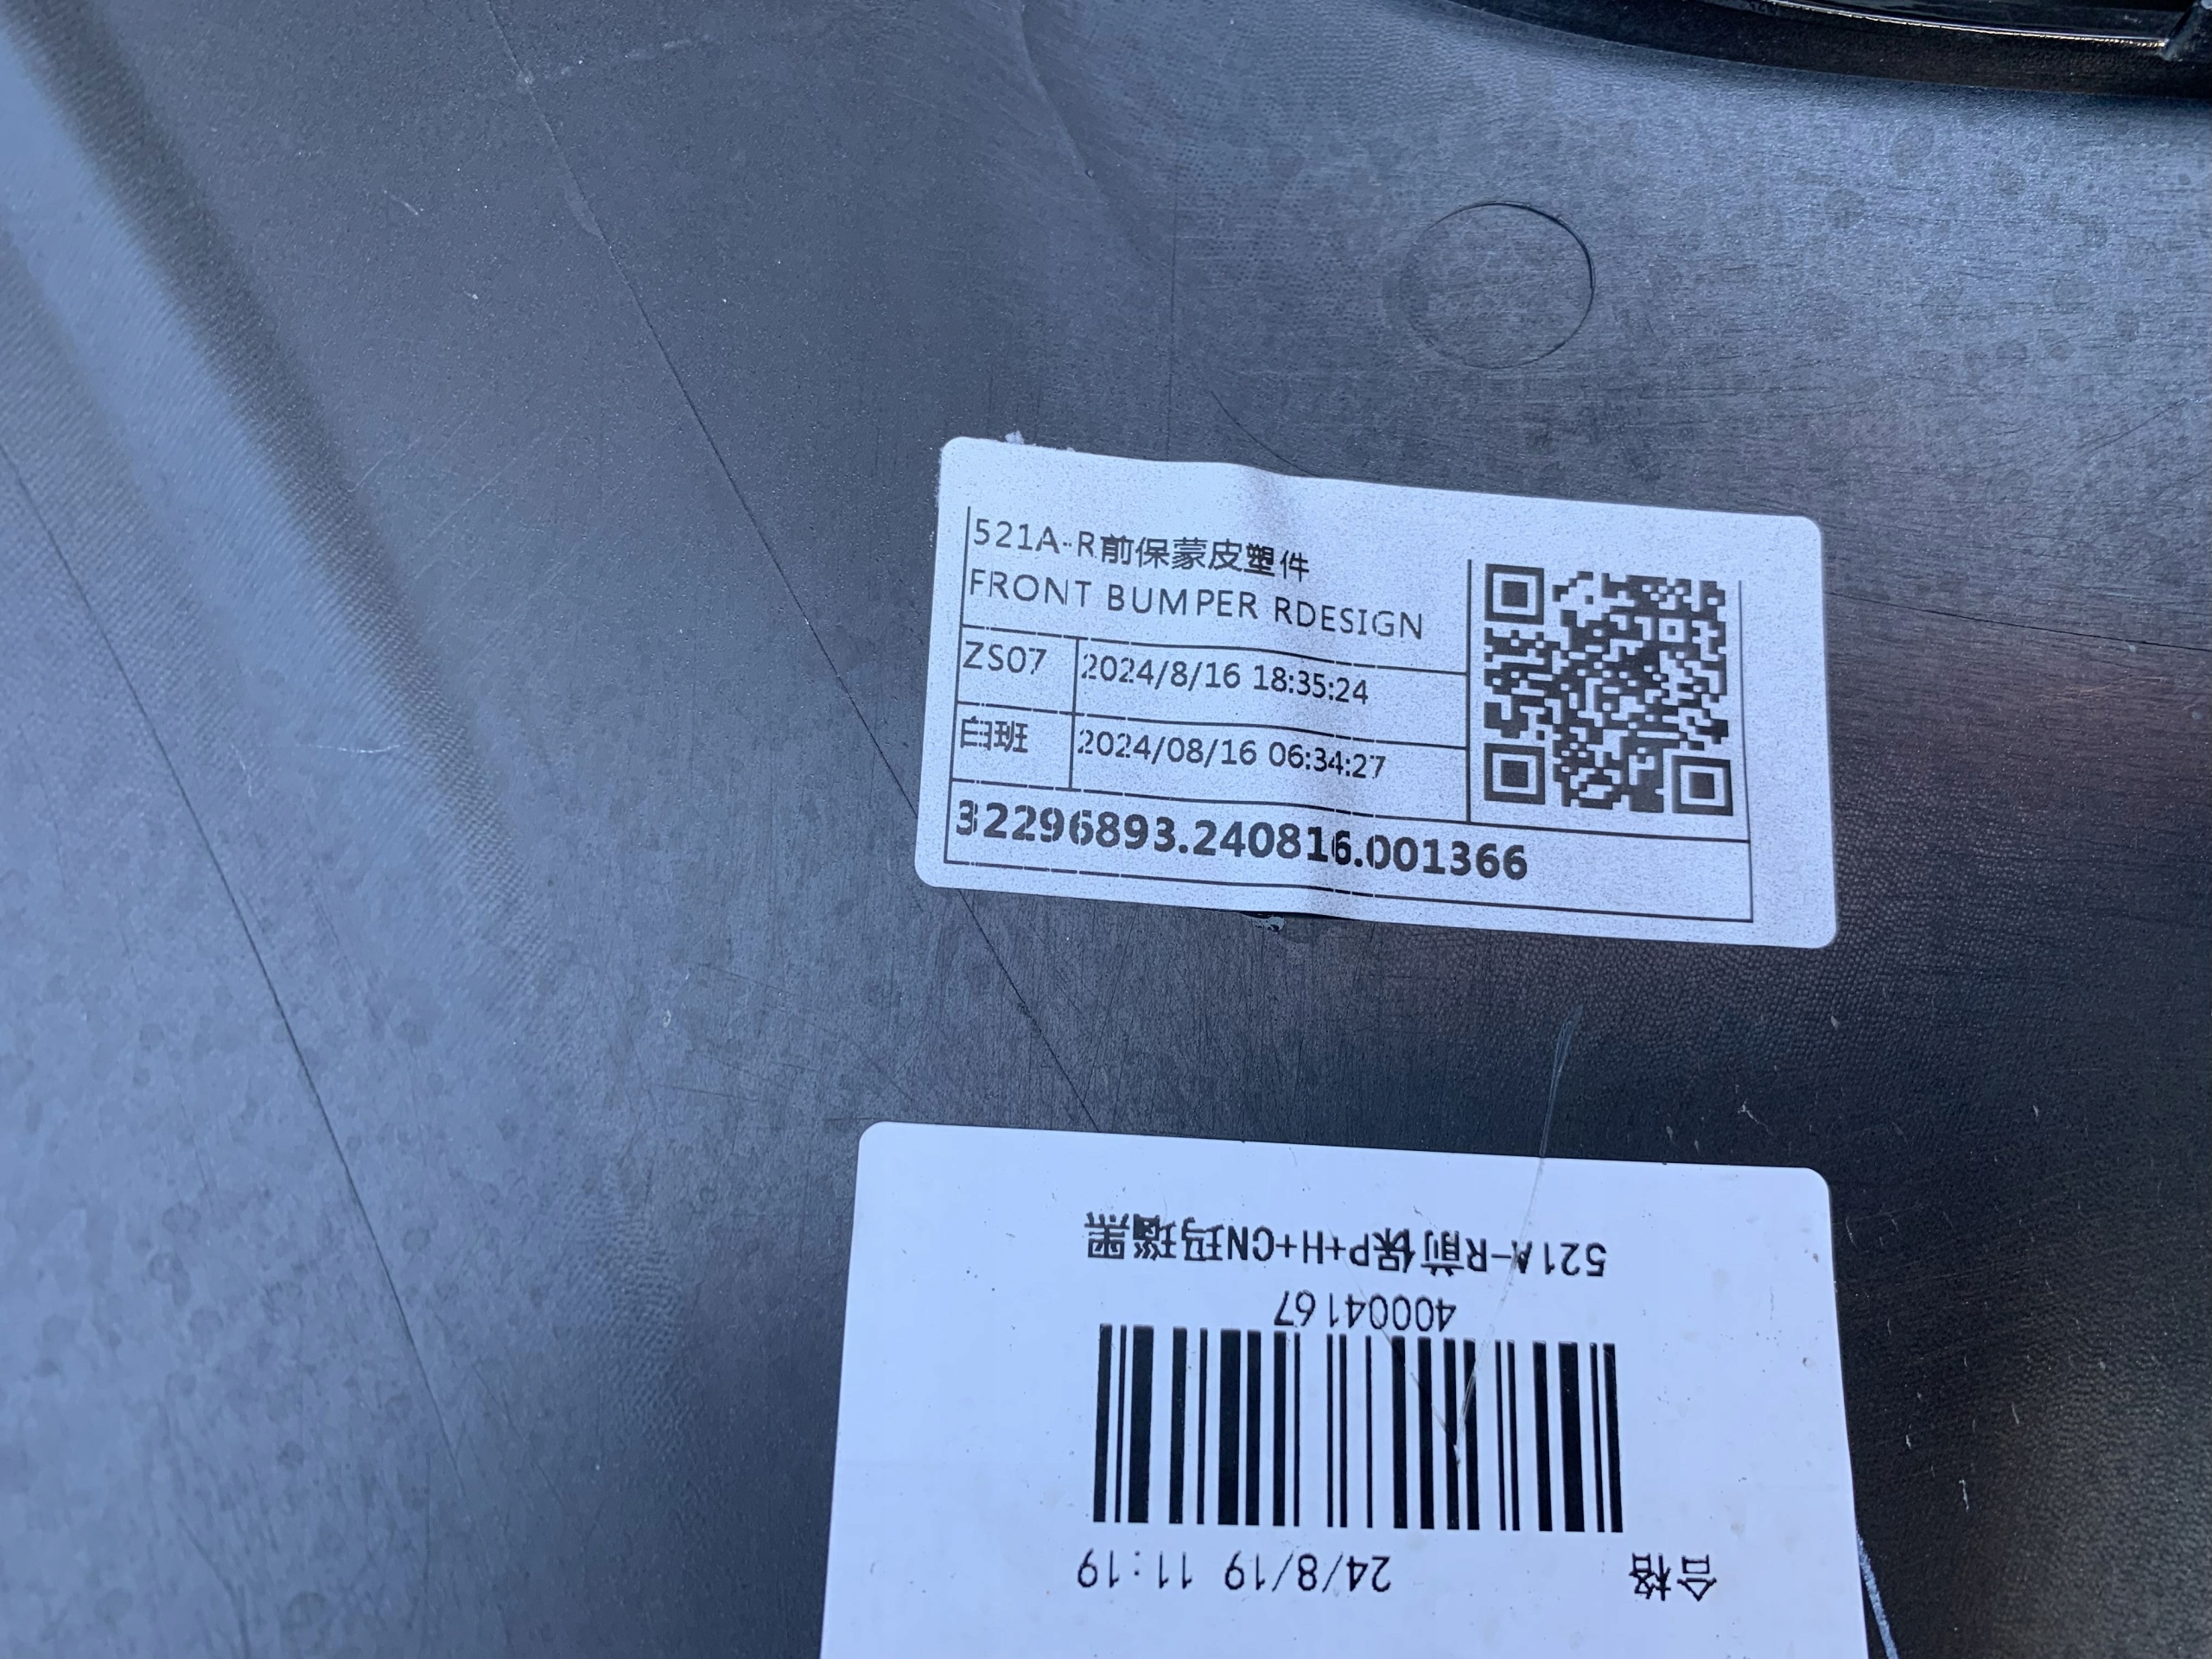 521A-R前保蒙皮塑件
FRONT BUMPER RDESIGN
ZS07
2024/8/16 18:35:24
白班
2024/08/16 06:34:27
32296893.240816.001366
521A-R前保P+H+CN玛瑙黑
40004167
24/8/19 11:19
合格